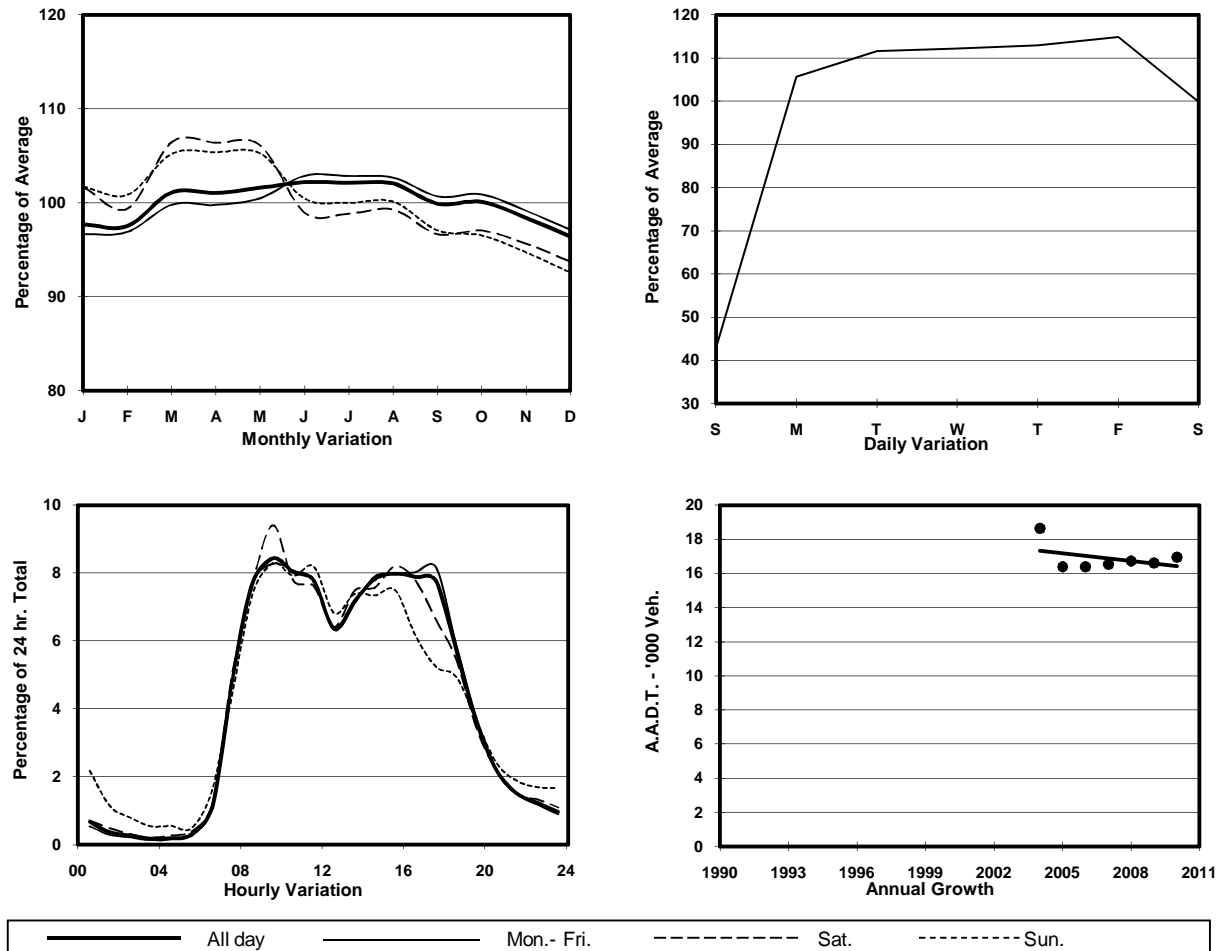 120
110
100
90
80
Percentage of Average
J F M A M J J A S O N D
Monthly Variation
120
110
100
90
80
70
60
50
40
30
Percentage of Average
S M T W T F S
Daily Variation
10
8
6
4
2
0
Percentage of 24 hr. Total
00 04 08 12 16 20 24
Hourly Variation
20
18
16
14
12
10
8
6
4
2
0
A.A.D.T. - '000 Veh.
1990 1993 1996 1999 2002 2005 2008 2011
Annual Growth
All day Mon.- Fri. Sat. Sun.